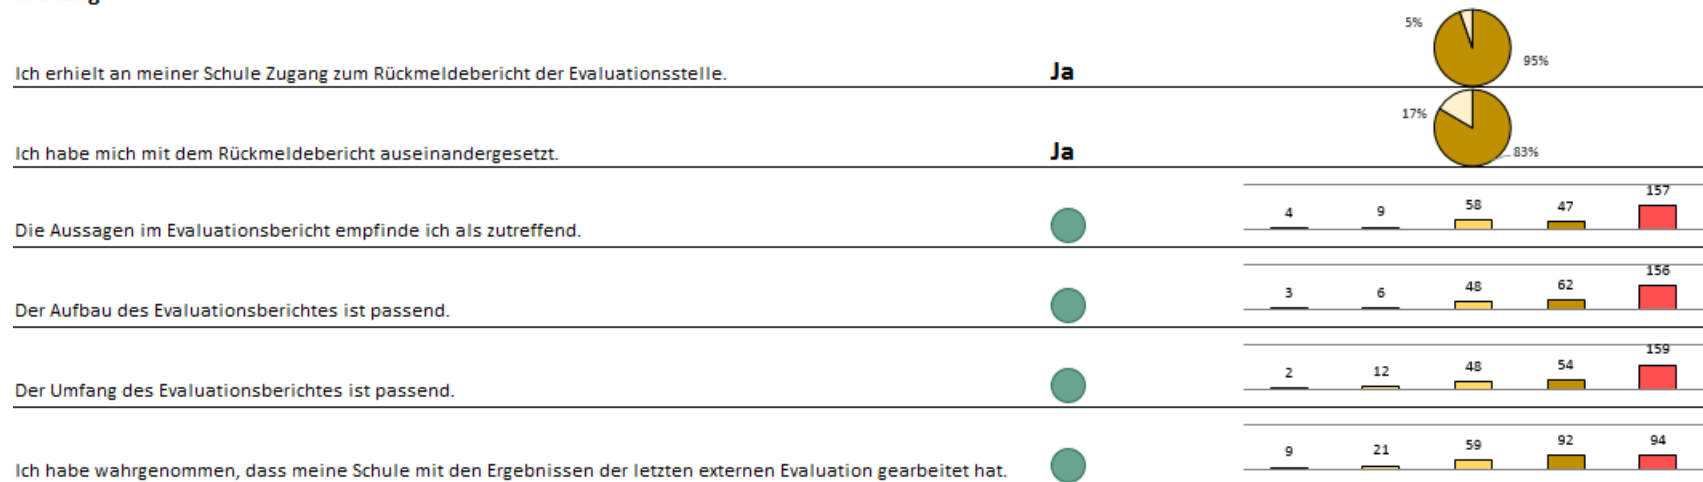 5%
Ich erhielt an meiner Schule Zugang zum Rückmeldebericht der Evaluationsstelle. Ja 95%
17%
Ich habe mich mit dem Rückmeldebericht auseinandergesetzt. Ja 83%
4 9 58 47 157
Die Aussagen im Evaluationsbericht empfinde ich als zutreffend.
3 6 48 62 156
Der Aufbau des Evaluationsberichtes ist passend.
2 12 48 54 159
Der Umfang des Evaluationsberichtes ist passend.
9 21 59 92 94
Ich habe wahrgenommen, dass meine Schule mit den Ergebnissen der letzten externen Evaluation gearbeitet hat.